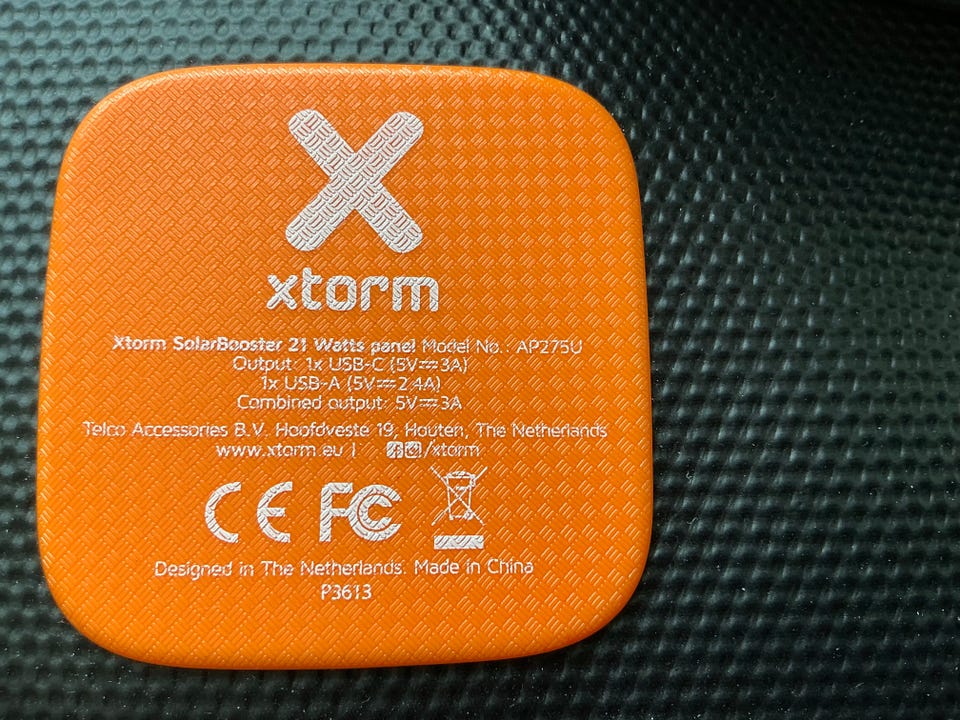 xtorm
Xtorm SolarBooster 21 Watts panel Model No.: AP275U
Output: 1x USB-C (5V⎓3A)
1x USB-A (5V⎓2.4A)
Combined output: 5V⎓3A
Telco Accessories B.V. Hoofdveste 19, Houten, The Netherlands
www.xtorm.eu | /xtorm
CE FC
Designed in The Netherlands. Made in China
P3613